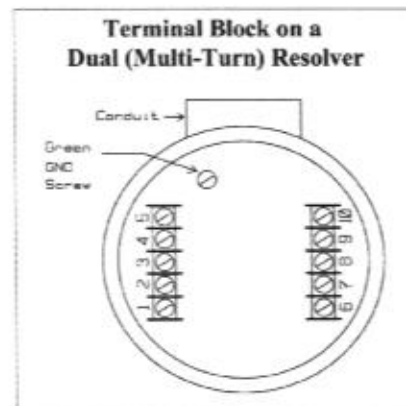 Terminal Block on a
Dual (Multi-Turn) Resolver
Conduit
Green
GND
Screw
5 10
4 9
3 8
2 7
1 6